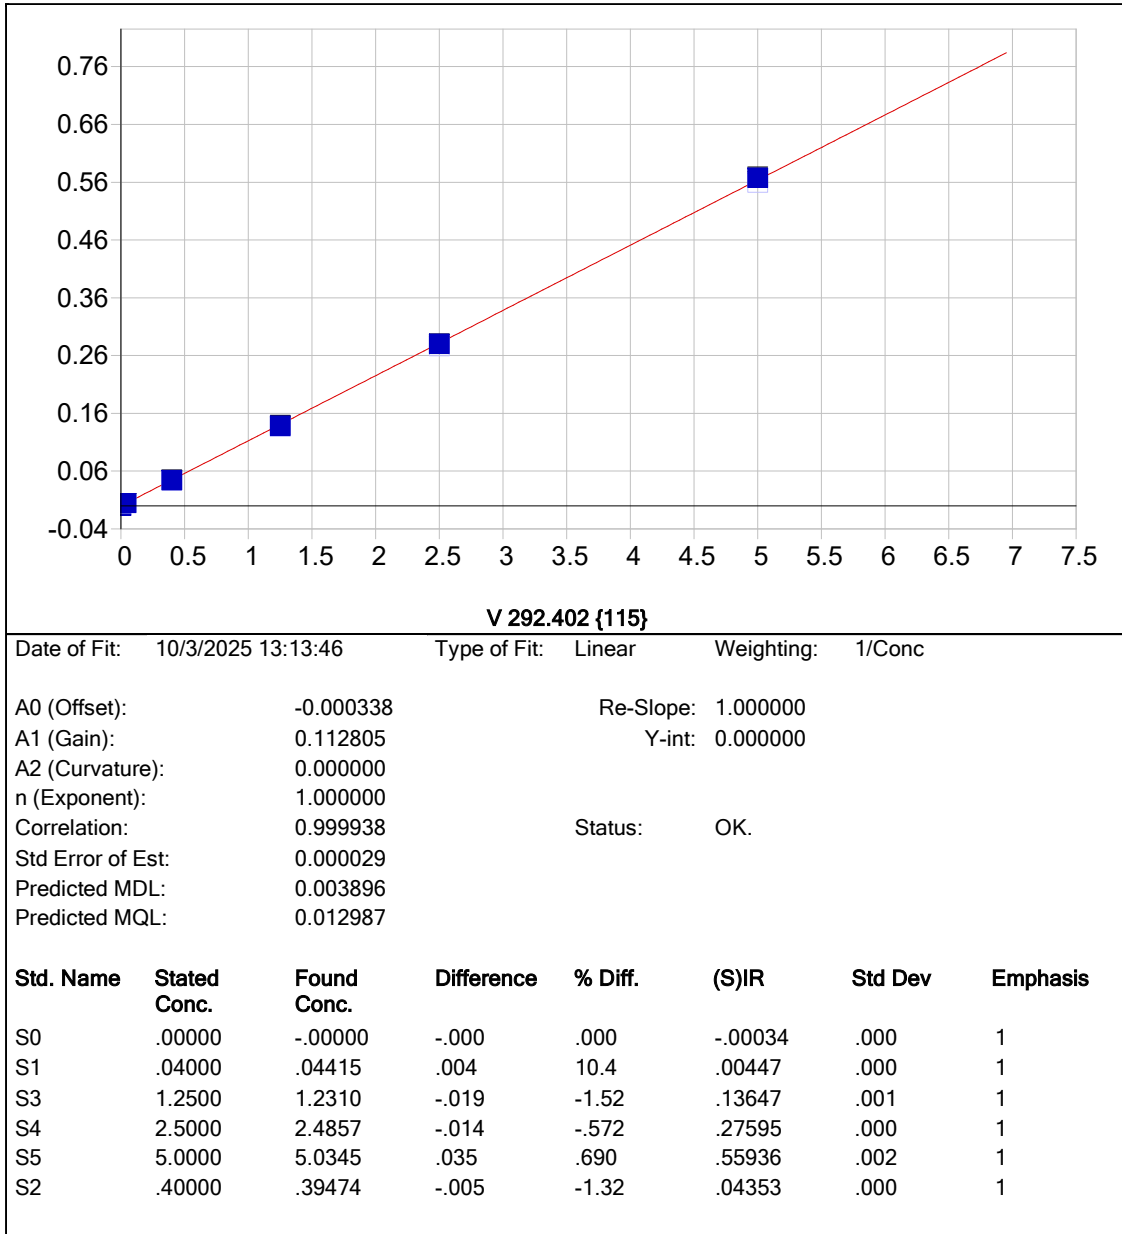 0.76
0.66
0.56
0.46
0.36
0.26
0.16
0.06
-0.04
0 0.5 1 1.5 2 2.5 3 3.5 4 4.5 5 5.5 6 6.5 7 7.5
V 292.402 {115}
Date of Fit: 10/3/2025 13:13:46 Type of Fit: Linear Weighting: 1/Conc
A0 (Offset): -0.000338 Re-Slope: 1.000000
A1 (Gain): 0.112805 Y-int: 0.000000
A2 (Curvature): 0.000000
n (Exponent): 1.000000
Correlation: 0.999938 Status: OK.
Std Error of Est: 0.000029
Predicted MDL: 0.003896
Predicted MQL: 0.012987
Std. Name Stated Found Difference % Diff. (S)IR Std Dev Emphasis
Conc. Conc.
S0 .00000 -.00000 -.000 .000 -.00034 .000 1
S1 .04000 .04415 .004 10.4 .00447 .000 1
S3 1.2500 1.2310 -.019 -1.52 .13647 .001 1
S4 2.5000 2.4857 -.014 -.572 .27595 .000 1
S5 5.0000 5.0345 .035 .690 .55936 .002 1
S2 .40000 .39474 -.005 -1.32 .04353 .000 1